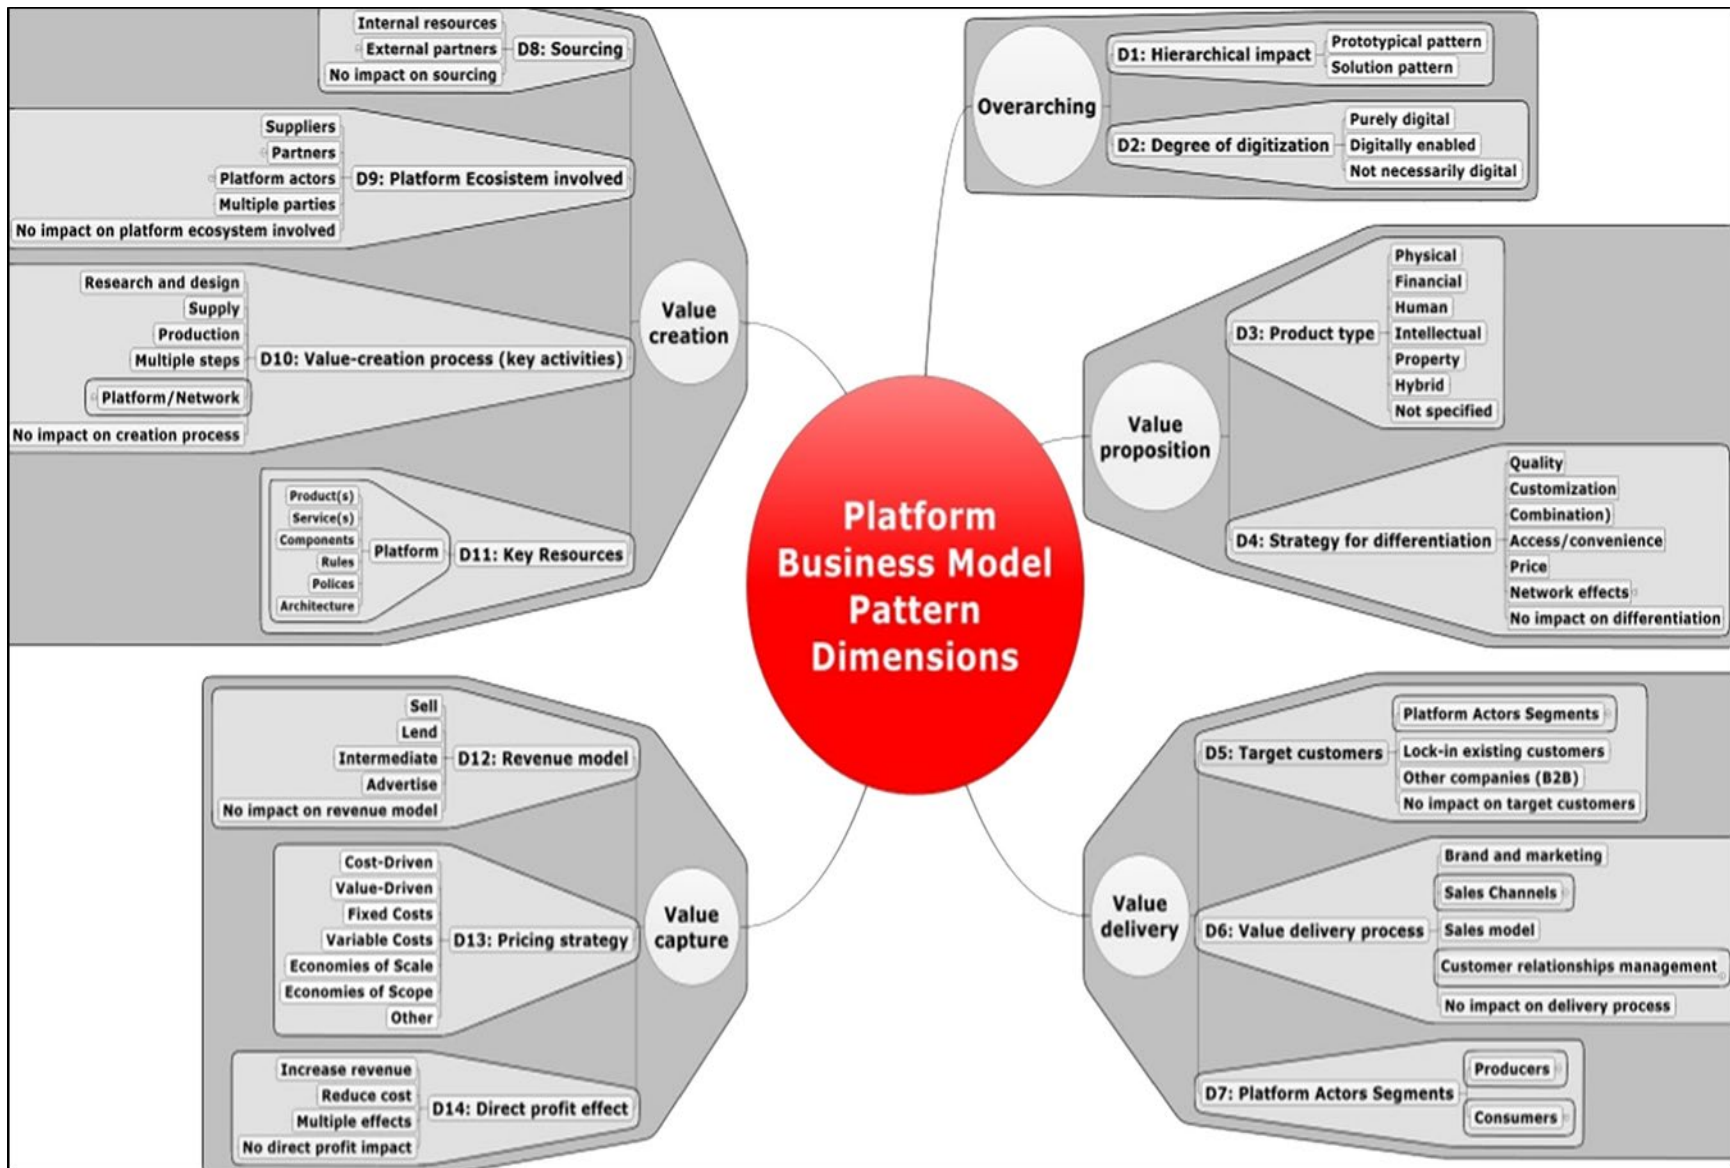 Platform
Business Model
Pattern
Dimensions
Overarching
D1: Hierarchical impact
Prototypical pattern
Solution pattern
D2: Degree of digitization
Purely digital
Digitally enabled
Not necessarily digital
Value
proposition
D3: Product type
Physical
Financial
Human
Intellectual
Property
Hybrid
Not specified
D4: Strategy for differentiation
Quality
Customization
Combination)
Access/convenience
Price
Network effects
No impact on differentiation
Value
delivery
D5: Target customers
Platform Actors Segments
Lock-in existing customers
Other companies (B2B)
No impact on target customers
D6: Value delivery process
Brand and marketing
Sales Channels
Sales model
Customer relationships management
No impact on delivery process
D7: Platform Actors Segments
Producers
Consumers
Value
creation
D8: Sourcing
Internal resources
External partners
No impact on sourcing
D9: Platform Ecosistem involved
Suppliers
Partners
Platform actors
Multiple parties
No impact on platform ecosystem involved
D10: Value-creation process (key activities)
Research and design
Supply
Production
Multiple steps
Platform/Network
No impact on creation process
D11: Key Resources
Platform
Product(s)
Service(s)
Components
Rules
Polices
Architecture
Value
capture
D12: Revenue model
Sell
Lend
Intermediate
Advertise
No impact on revenue model
D13: Pricing strategy
Cost-Driven
Value-Driven
Fixed Costs
Variable Costs
Economies of Scale
Economies of Scope
Other
D14: Direct profit effect
Increase revenue
Reduce cost
Multiple effects
No direct profit impact